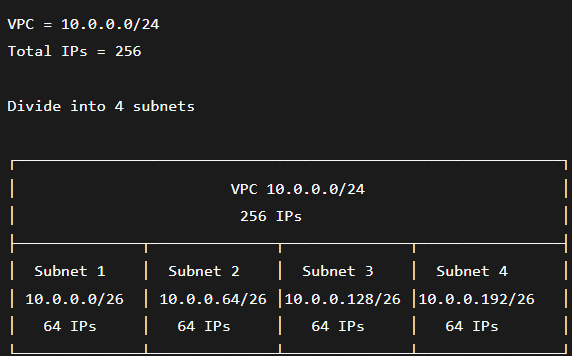 VPC = 10.0.0.0/24
Total IPs = 256
Divide into 4 subnets
VPC 10.0.0.0/24
256 IPs
Subnet 1 Subnet 2 Subnet 3 Subnet 4
10.0.0.0/26 10.0.0.64/26 10.0.0.128/26 10.0.0.192/26
64 IPs 64 IPs 64 IPs 64 IPs